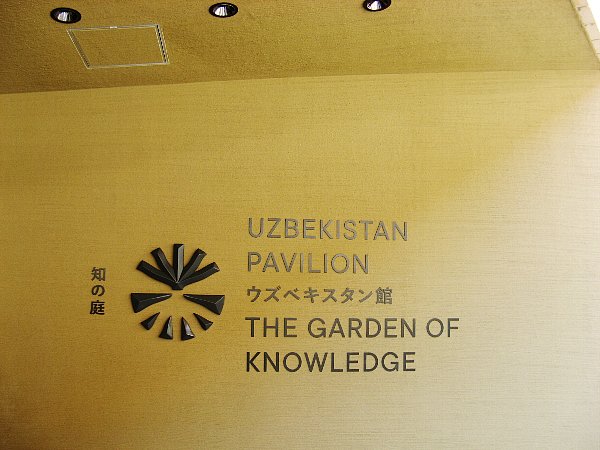 知の庭
UZBEKISTAN
PAVILION
ウズベキスタン館
THE GARDEN OF
KNOWLEDGE